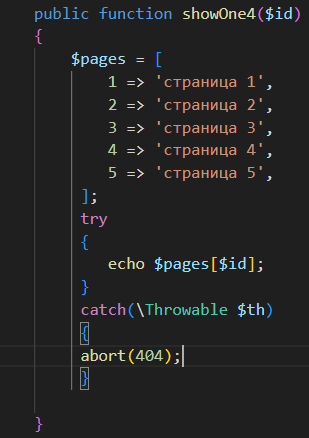 public function showOne4($id)
{
$pages = [
1 => 'страница 1',
2 => 'страница 2',
3 => 'страница 3',
4 => 'страница 4',
5 => 'страница 5',
];
try
{
echo $pages[$id];
}
catch(\Throwable $th)
{
abort(404);
}
}